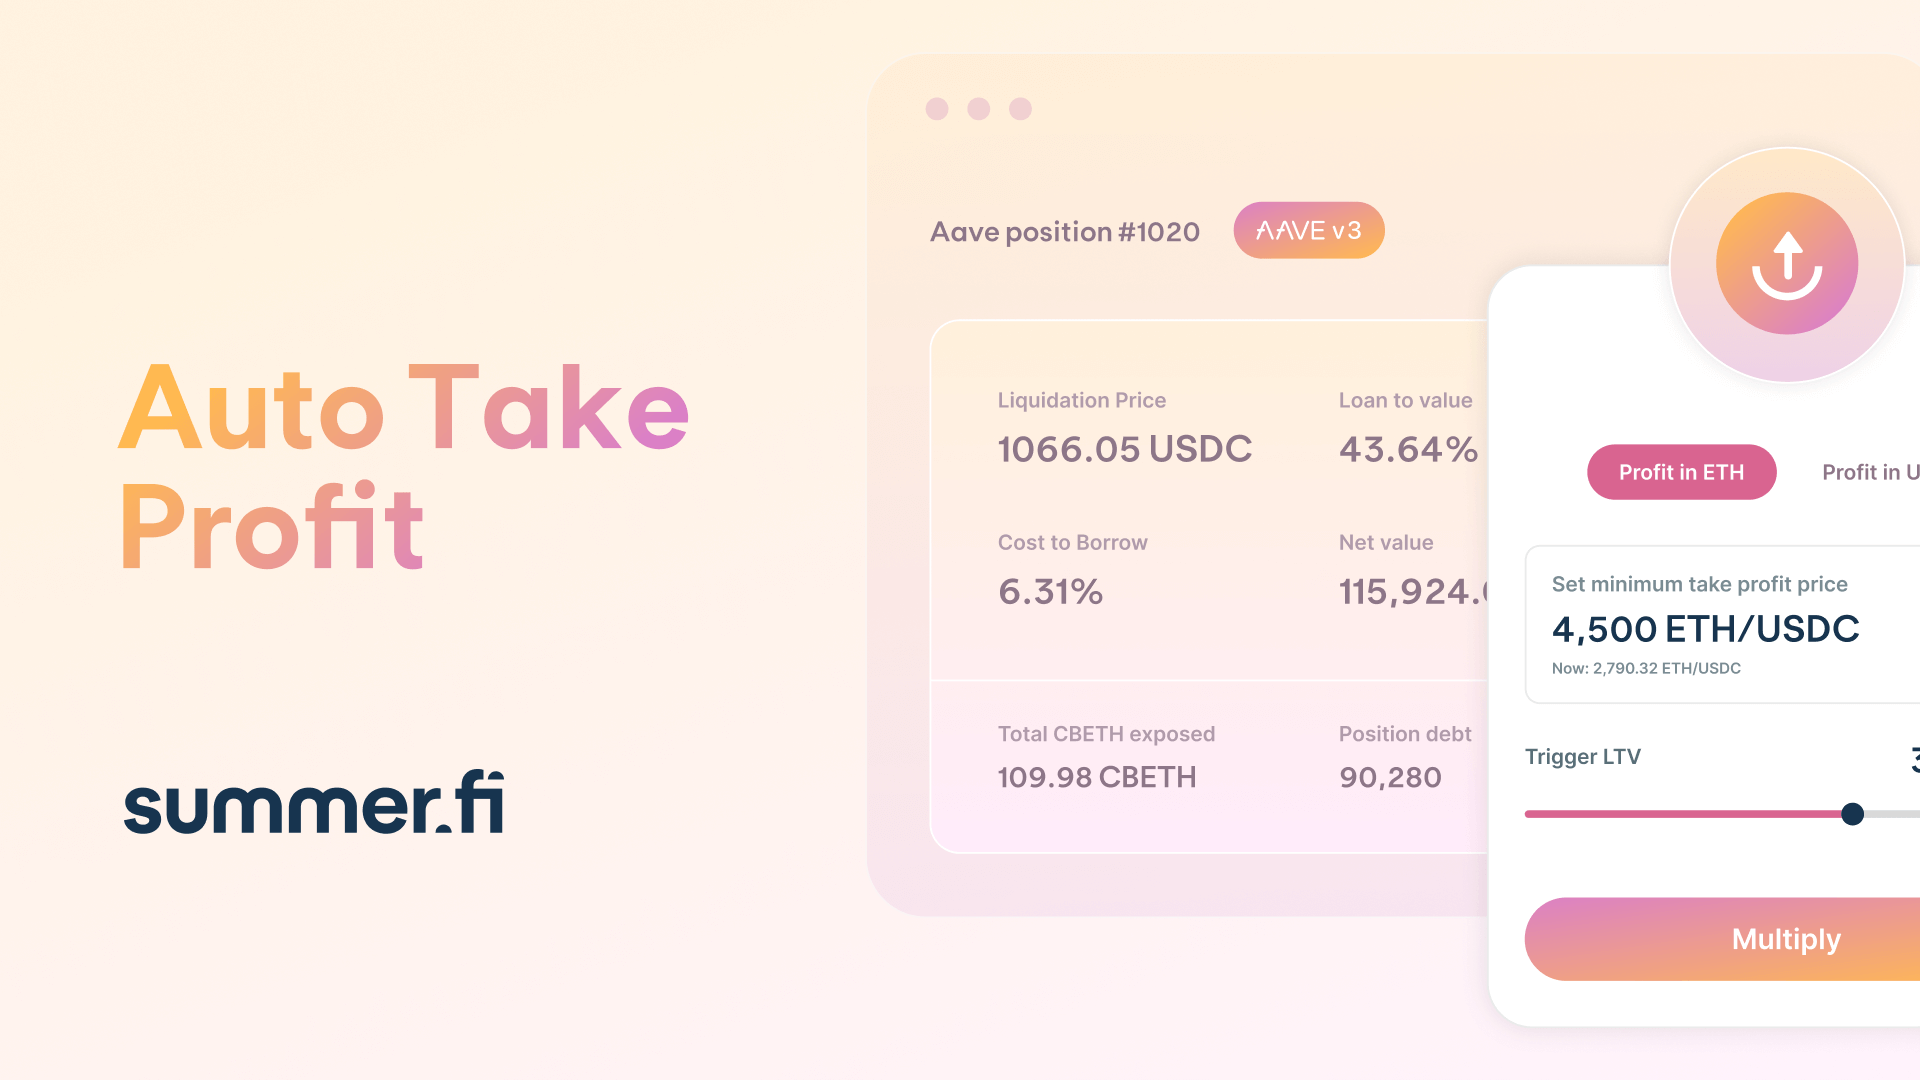 Auto Take
Profit
summer.fi
Aave position #1020
AAVE v3
Liquidation Price
1066.05 USDC
Loan to value
43.64%
Cost to Borrow
6.31%
Net value
115,924.
Total CBETH exposed
109.98 CBETH
Position debt
90,280
Profit in ETH
Profit in U
Set minimum take profit price
4,500 ETH/USDC
Now: 2,790.32 ETH/USDC
Trigger LTV
Multiply